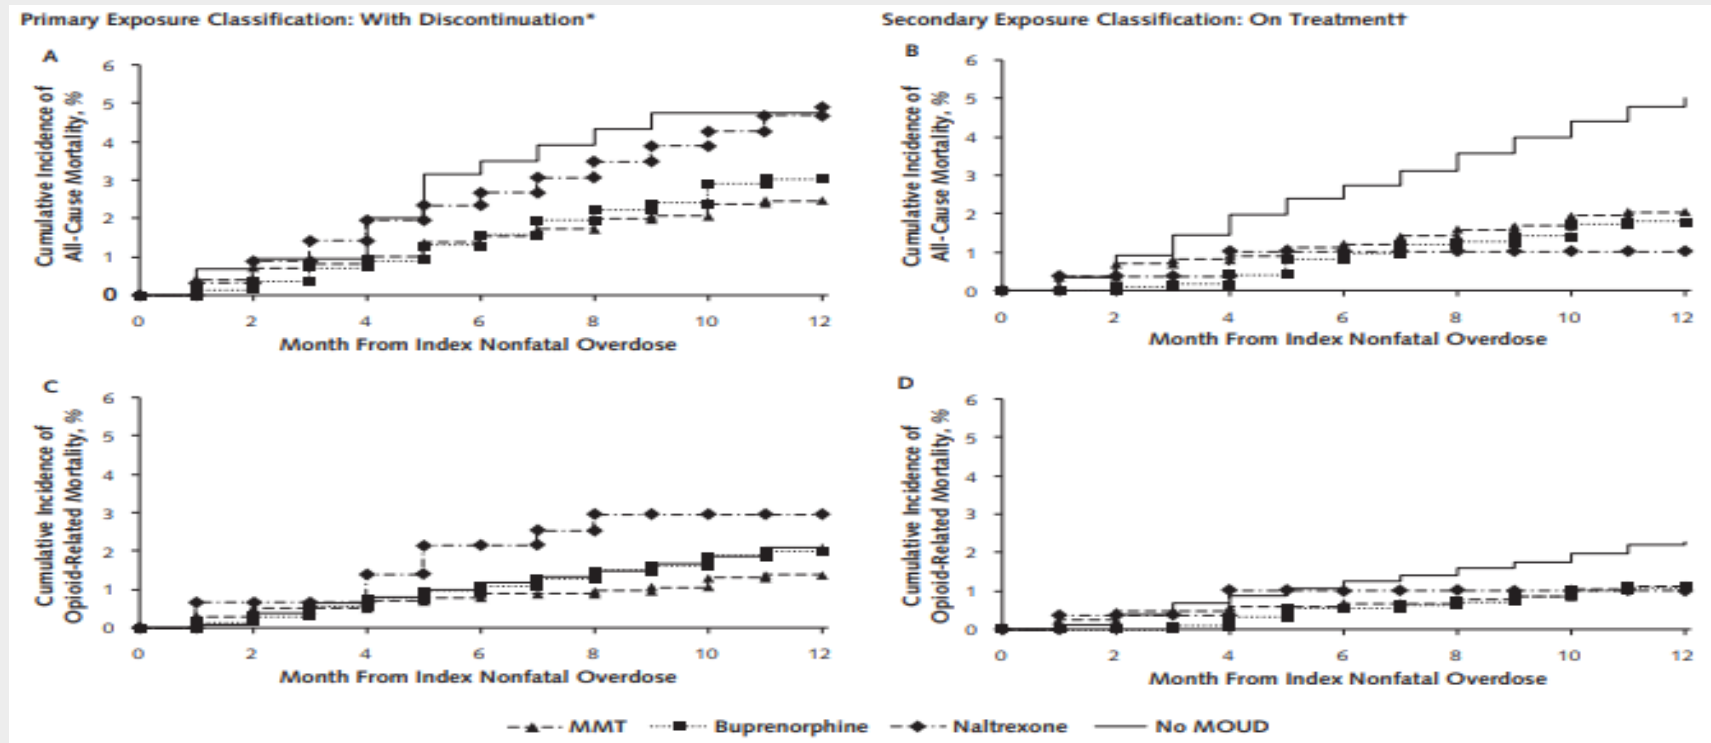 Primary Exposure Classification: With Discontinuation*
A
Cumulative Incidence of
All-Cause Mortality, %
6
5
4
3
2
1
0
0 2 4 6 8 10 12
Month From Index Nonfatal Overdose
Secondary Exposure Classification: On Treatment†
B
Cumulative Incidence of
All-Cause Mortality, %
6
5
4
3
2
1
0
0 2 4 6 8 10 12
Month From Index Nonfatal Overdose
C
Cumulative Incidence of
Opioid-Related Mortality, %
6
5
4
3
2
1
0
0 2 4 6 8 10 12
Month From Index Nonfatal Overdose
D
Cumulative Incidence of
Opioid-Related Mortality, %
6
5
4
3
2
1
0
0 2 4 6 8 10 12
Month From Index Nonfatal Overdose
MMT Buprenorphine Naltrexone No MOUD